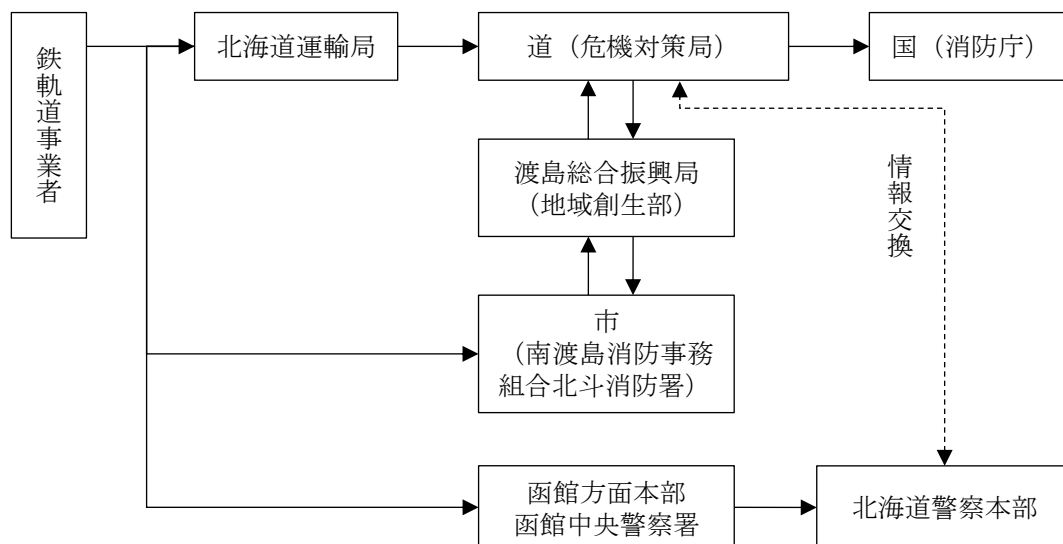 鉄軌道事業者
北海道運輸局
道（危機対策局）
国（消防庁）
渡島総合振興局
（地域創生部）
情報交換
市
（南渡島消防事務
組合北斗消防署）
函館方面本部
函館中央警察署
北海道警察本部